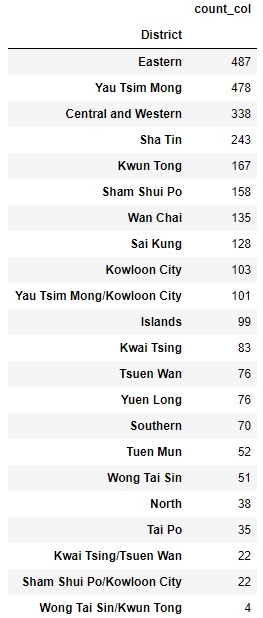 count_col
District
Eastern 487
Yau Tsim Mong 478
Central and Western 338
Sha Tin 243
Kwun Tong 167
Sham Shui Po 158
Wan Chai 135
Sai Kung 128
Kowloon City 103
Yau Tsim Mong/Kowloon City 101
Islands 99
Kwai Tsing 83
Tsuen Wan 76
Yuen Long 76
Southern 70
Tuen Mun 52
Wong Tai Sin 51
North 38
Tai Po 35
Kwai Tsing/Tsuen Wan 22
Sham Shui Po/Kowloon City 22
Wong Tai Sin/Kwun Tong 4